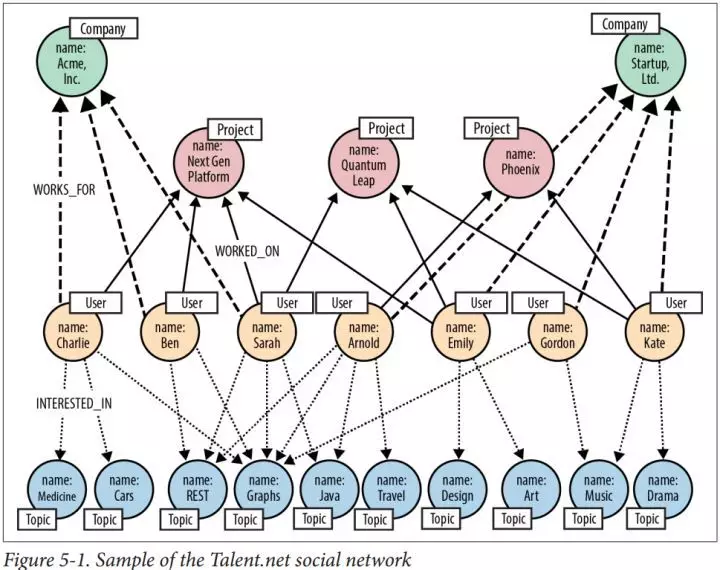 Company
name:
Acme,
Inc.
Company
name:
Startup,
Ltd.
Project
name:
Next Gen
Platform
Project
name:
Quantum
Leap
Project
name:
Phoenix
WORKS_FOR
WORKED_ON
User
name:
Charlie
User
name:
Ben
User
name:
Sarah
User
name:
Arnold
User
name:
Emily
User
name:
Gordon
User
name:
Kate
INTERESTED_IN
name:
Medicine
Topic
name:
Cars
Topic
name:
REST
Topic
name:
Graphs
Topic
name:
Java
Topic
name:
Travel
Topic
name:
Design
Topic
name:
Art
Topic
name:
Music
Topic
name:
Drama
Topic
Figure 5-1. Sample of the Talent.net social network